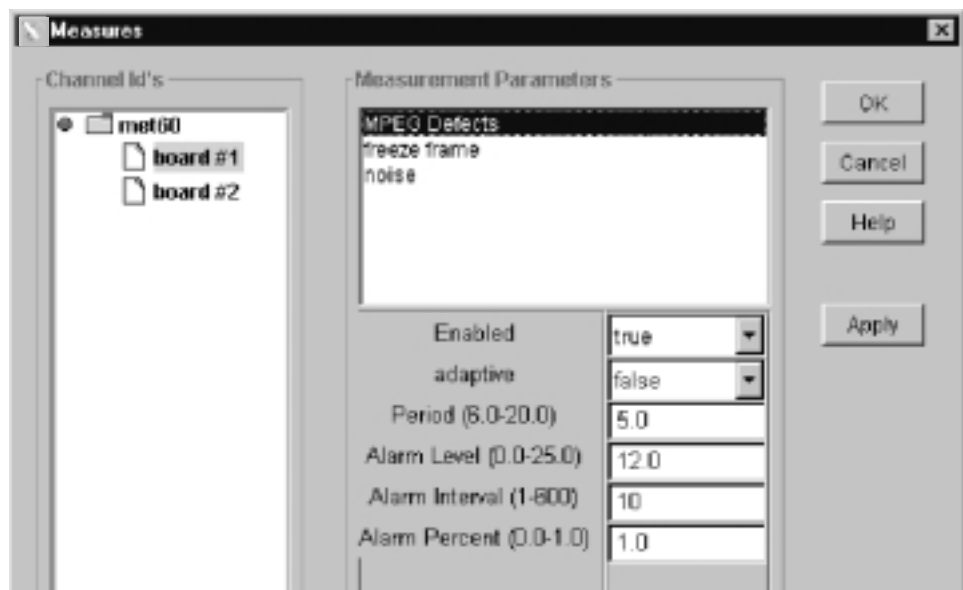 Measures
Channel Id's
met60
board #1
board #2
Measurement Parameters
MPEG Defects
freeze frame
noise
Enabled
true
adaptive
false
Period (6.0-20.0)
5.0
Alarm Level (0.0-25.0)
12.0
Alarm Interval (1-600)
10
Alarm Percent (0.0-1.0)
1.0
OK
Cancel
Help
Apply